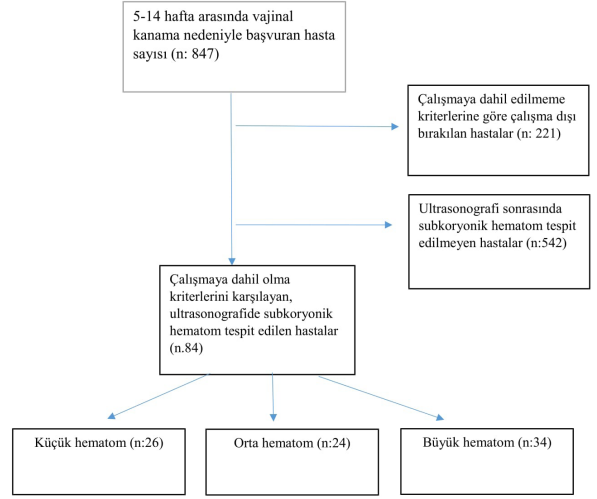 5-14 hafta arasında vajinal
kanama nedeniyle başvuran hasta
sayısı (n: 847)
Çalışmaya dahil edilmeme
kriterlerine göre çalışma dışı
bırakılan hastalar (n: 221)
Ultrasonografi sonrasında
subkoryonik hematom tespit
edilmeyen hastalar (n:542)
Çalışmaya dahil olma
kriterlerini karşılayan,
ultrasonografide subkoryonik
hematom tespit edilen hastalar
(n.84)
Küçük hematom (n:26)
Orta hematom (n:24)
Büyük hematom (n:34)